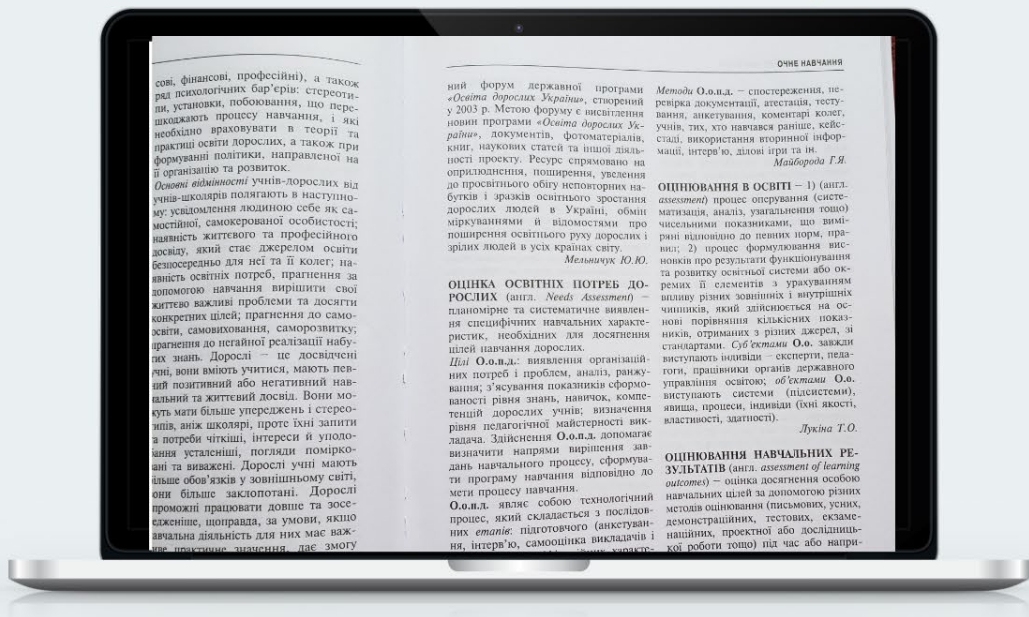 сові, фінансові, професійні), а також
ряд психологічних бар’єрів: стереоти-
пи, установки, побоювання, що пере-
шкоджають процесу навчання, і які
необхідно враховувати в теорії та
практиці освіти дорослих, а також при
формуванні політики, направленої на
її організацію та розвиток.
Основні відмінності учнів-дорослих від
учнів-школярів полягають в наступно-
му: усвідомлення людиною себе як са-
мостійної, самокерованої особистості;
наявність життєвого та професійного
досвіду, який стає джерелом освіти
безпосередньо для неї та її колег; на-
явність освітніх потреб, прагнення за
допомогою навчання вирішити свої
життєво важливі проблеми та досягти
конкретних цілей; прагнення до само-
освіти, самовиховання, саморозвитку;
прагнення до негайної реалізації набу-
тих знань. Дорослі – це досвідчені
учні, вони вміють учитися, мають пев-
ний позитивний або негативний нав-
чальний та життєвий досвід. Вони мо-
жуть мати більше упереджень і стерео-
типів, аніж школярі, проте їхні запити
та потреби чіткіші, інтереси й уподо-
бання усталеніші, погляди помірко-
вані та виважені. Дорослі учні мають
більше обов’язків у зовнішньому світі,
вони більше заклопотані. Дорослі
спроможні працювати довше та зосе-
редженіше, щоправда, за умови, якщо
навчальна діяльність для них має важ-
ливе практичне значення, дає змогу
ОЧНЕ НАВЧАННЯ
ний форум державної програми
«Освіта дорослих України», створений
у 2003 р. Метою форуму є висвітлення
новин програми «Освіта дорослих Ук-
раїни», документів, фотоматеріалів,
книг, наукових статей та іншої діяль-
ності проекту. Ресурс спрямовано на
оприлюднення, поширення, уведення
до просвітнього обігу неповторних на-
бутків і зразків освітнього зростання
дорослих людей в Україні, обмін
міркуваннями й відомостями про
поширення освітнього руху дорослих і
зрілих людей в усіх країнах світу.
Мельничук Ю.Ю.
ОЦІНКА ОСВІТНІХ ПОТРЕБ ДО-
РОСЛИХ (англ. Needs Assessment) –
планомірне та систематичне виявлен-
ня специфічних навчальних характе-
ристик, необхідних для досягнення
цілей навчання дорослих.
Цілі О.о.п.д.: виявлення організацій-
них потреб і проблем, аналіз, ранжу-
вання; з’ясування показників сформо-
ваності рівня знань, навичок, компе-
тенцій дорослих учнів; визначення
рівня педагогічної майстерності вик-
ладача. Здійснення О.о.п.д. допомагає
визначити напрями вирішення зав-
дань навчального процесу, сформува-
ти програму навчання відповідно до
мети процесу навчання.
О.о.п.д. являє собою технологічний
процес, який складається з послідов-
них етапів: підготовчого (анкетуван-
ня, інтерв’ю, самооцінка викладачів і
характе-
Методи О.о.п.д. – спостереження, пе-
ревірка документації, атестація, тесту-
вання, анкетування, коментарі колег,
учнів, тих, хто навчався раніше, кейс-
стаді, використання вторинної інфор-
мації, інтерв’ю, ділові ігри та ін.
Майборода Г.Я.
ОЦІНЮВАННЯ В ОСВІТІ – 1) (англ.
assessment) процес оперування (систе-
матизація, аналіз, узагальнення тощо)
чисельними показниками, що вимі-
ряні відповідно до певних норм, пра-
вил; 2) процес формулювання вис-
новків про результати функціонування
та розвитку освітньої системи або ок-
ремих її елементів з урахуванням
впливу різних зовнішніх і внутрішніх
чинників, який здійснюється на ос-
нові порівняння кількісних показ-
ників, отриманих з різних джерел, зі
стандартами. Суб’єктами О.о. завжди
виступають індивіди – експерти, педа-
гоги, працівники органів державного
управління освітою; об’єктами О.о.
виступають системи (підсистеми),
явища, процеси, індивіди (їхні якості,
властивості, здатності).
Лукіна Т.О.
ОЦІНЮВАННЯ НАВЧАЛЬНИХ РЕ-
ЗУЛЬТАТІВ (англ. assessment of learning
outcomes) – оцінка досягнення особою
навчальних цілей за допомогою різних
методів оцінювання (письмових, усних,
демонстраційних, тестових, екзаме-
наційних, проектної або дослідниць-
кої роботи тощо) під час або напри-